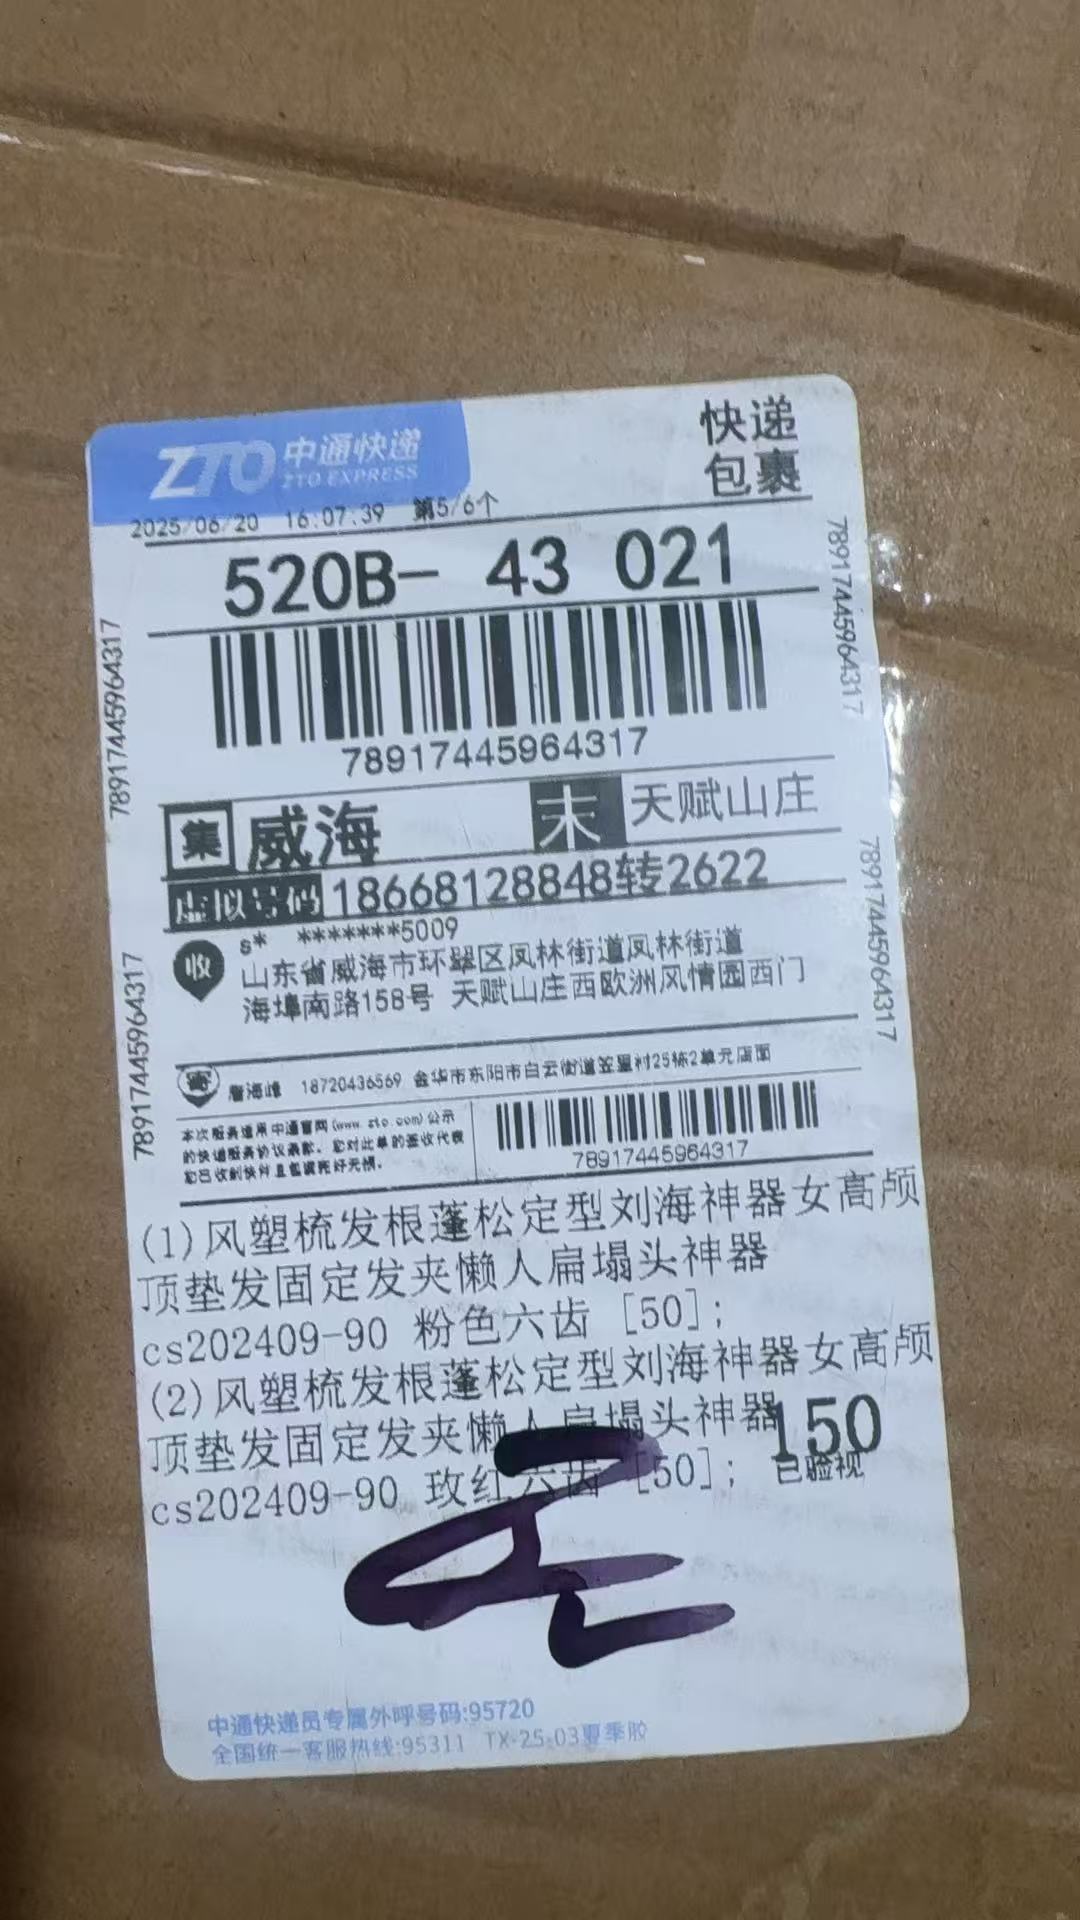 ZTO 中通快递
ZTO EXPRESS
快递
包裹
2025/06/20 16:07:39 第5/6个
520B- 43 021
78917445964317
78917445964317
78917445964317
集 威海 末 天赋山庄
虚拟号码 18668128848转2622
收 s* *******5009
山东省威海市环翠区凤林街道凤林街道
海埠南路158号 天赋山庄西欧洲风情园西门
78917445964317
78917445964317
寄 詹海峰 18720436569 金华市东阳市白云街道笠里村25栋2单元店面
本次服务适用中通官网(www.zto.com)公示
的快递服务协议条款。您对此单的签收代表
您已收到快件且包裹完好无损。
78917445964317
(1)风塑梳发根蓬松定型刘海神器女高颅
顶垫发固定发夹懒人扁塌头神器
cs202409-90 粉色六齿 [50];
(2)风塑梳发根蓬松定型刘海神器女高颅
顶垫发固定发夹懒人扁塌头神器
cs202409-90 玫红六齿 [50];
150
已验视
中通快递员专属外呼号码:95720
全国统一客服热线:95311 TX-25.03夏季胶